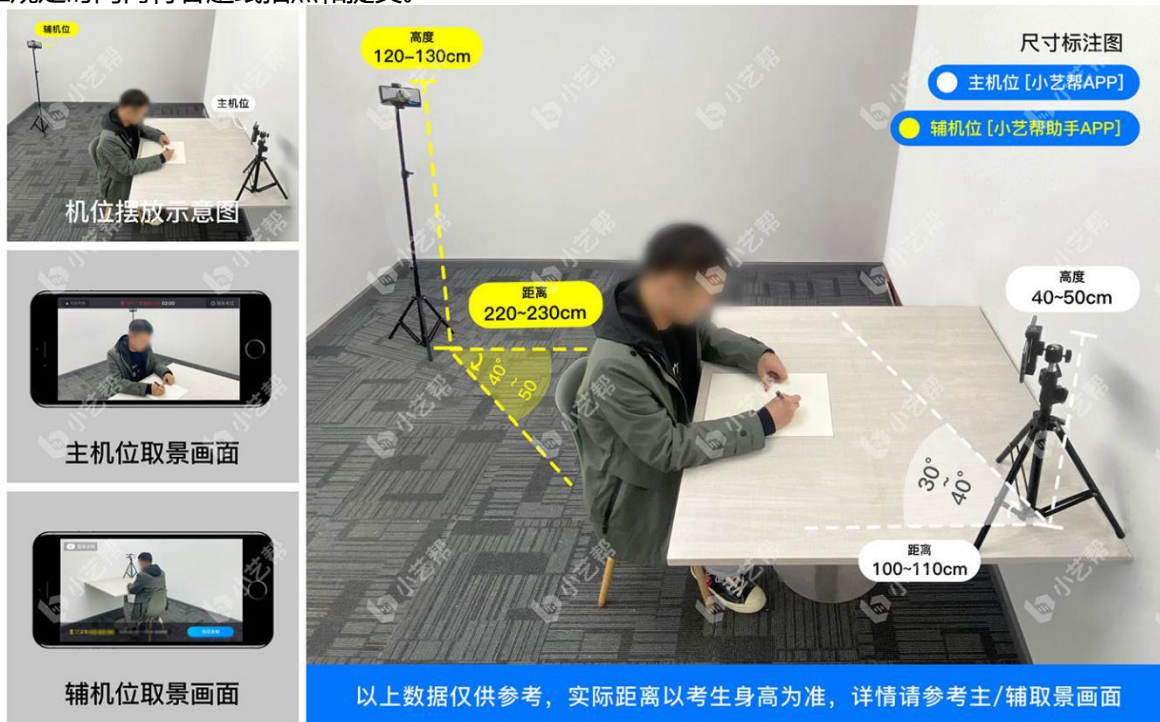 辅机位
主机位
机位摆放示意图
主机位取景画面
辅机位取景画面
高度
120-130cm
尺寸标注图
主机位 [小艺帮APP]
辅机位 [小艺帮助手APP]
距离
220~230cm
40°
~
50
高度
40~50cm
30°
~
40°
距离
100~110cm
以上数据仅供参考，实际距离以考生身高为准，详情请参考主/辅取景画面
小艺帮